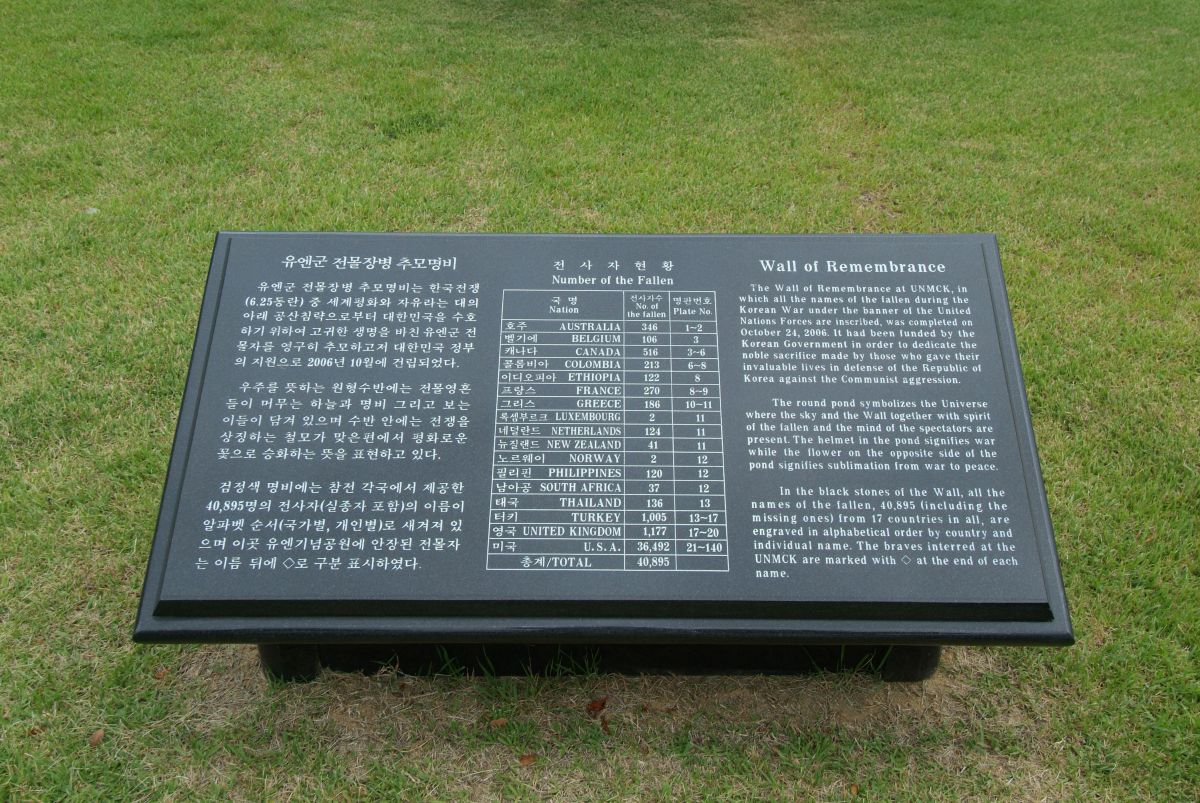 유엔군 전몰장병 추모명비
유엔군 전몰장병 추모명비는 한국전쟁
(6.25동란) 중 세계평화와 자유라는 대의
아래 공산침략으로부터 대한민국을 수호
하기 위하여 고귀한 생명을 바친 유엔군 전
몰자를 영구히 추모하고저 대한민국 정부
의 지원으로 2006년 10월에 건립되었다.
우주를 뜻하는 원형수반에는 전몰영혼
들이 머무는 하늘과 명비 그리고 보는
이들이 담겨 있으며 수반 안에는 전쟁을
상징하는 철모가 맞은편에서 평화로운
꽃으로 승화하는 뜻을 표현하고 있다.
검정색 명비에는 참전 각국에서 제공한
40,895명의 전사자(실종자 포함)의 이름이
알파벳 순서(국가별, 개인별)로 새겨져 있
으며 이곳 유엔기념공원에 안장된 전몰자
는 이름 뒤에 ◇로 구분 표시하였다.
전 사 자 현 황
Number of the Fallen
국 명 Nation 전사자수 No. of the fallen 명판번호 Plate No.
호주 AUSTRALIA 346 1~2
벨기에 BELGIUM 106 3
캐나다 CANADA 516 3~6
콜롬비아 COLOMBIA 213 6~8
이디오피아 ETHIOPIA 122 8
프랑스 FRANCE 270 8~9
그리스 GREECE 186 10~11
룩셈부르크 LUXEMBOURG 2 11
네덜란드 NETHERLANDS 124 11
뉴질랜드 NEW ZEALAND 41 11
노르웨이 NORWAY 2 12
필리핀 PHILIPPINES 120 12
남아공 SOUTH AFRICA 37 12
태국 THAILAND 136 13
터키 TURKEY 1,005 13~17
영국 UNITED KINGDOM 1,177 17~20
미국 U.S.A. 36,492 21~140
총계/TOTAL 40,895
Wall of Remembrance
The Wall of Remembrance at UNMCK, in
which all the names of the fallen during the
Korean War under the banner of the United
Nations Forces are inscribed, was completed on
October 24, 2006. It had been funded by the
Korean Government in order to dedicate the
noble sacrifice made by those who gave their
invaluable lives in defense of the Republic of
Korea against the Communist aggression.
The round pond symbolizes the Universe
where the sky and the Wall together with spirit
of the fallen and the mind of the spectators are
present. The helmet in the pond signifies war
while the flower on the opposite side of the
pond signifies sublimation from war to peace.
In the black stones of the Wall, all the
names of the fallen, 40,895 (including the
missing ones) from 17 countries in all, are
engraved in alphabetical order by country and
individual name. The braves interred at the
UNMCK are marked with ◇ at the end of each
name.